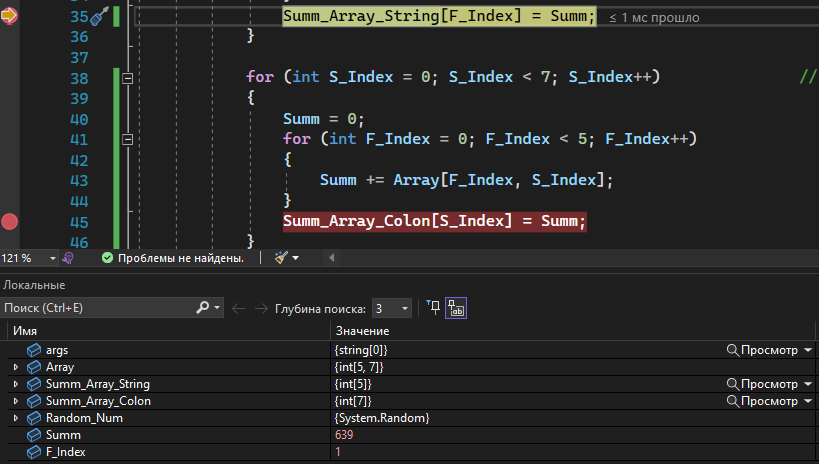 35 Summ_Array_String[F_Index] = Summ; ≤ 1 мс прошло
36 }
37
38 for (int S_Index = 0; S_Index < 7; S_Index++) //
39 {
40 Summ = 0;
41 for (int F_Index = 0; F_Index < 5; F_Index++)
42 {
43 Summ += Array[F_Index, S_Index];
44 }
45 Summ_Array_Colon[S_Index] = Summ;
46 }
121 % Проблемы не найдены.
Локальные
Поиск (Ctrl+E) Глубина поиска: 3
Имя Значение
args {string[0]} Просмотр
Array {int[5, 7]}
Summ_Array_String {int[5]} Просмотр
Summ_Array_Colon {int[7]} Просмотр
Random_Num {System.Random}
Summ 639
F_Index 1